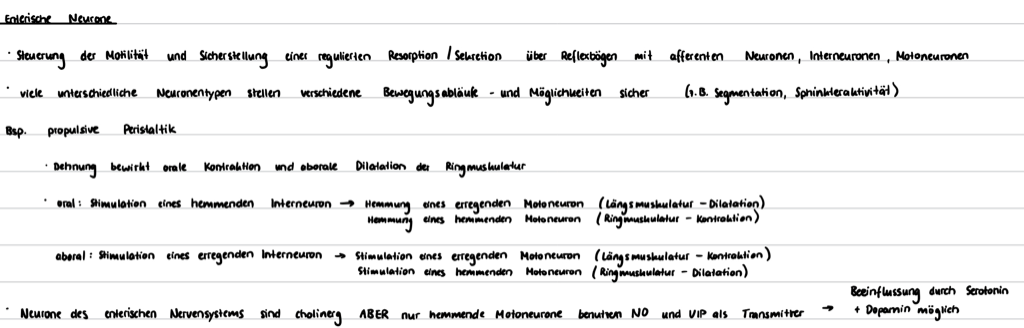 Enterische Neurone
· Steuerung der Motilität und Sicherstellung einer regulierten Resorption / Sekretion über Reflexbögen mit afferenten Neuronen, Interneuronen, Motoneuronen
· viele unterschiedliche Neuronentypen stellen verschiedene Bewegungsabläufe - und Möglichkeiten sicher (z.B. Segmentation, Sphinkteraktivität)
Bsp. propulsive Peristaltik
· Dehnung bewirkt orale Kontraktion und aborale Dilatation der Ringmuskulatur
· oral: Stimulation eines hemmenden Interneuron → Hemmung eines erregenden Motoneuron (Längsmuskulatur - Dilatation)
Hemmung eines hemmenden Motoneuron (Ringmuskulatur - Kontraktion)
aboral: Stimulation eines erregenden Interneuron → Stimulation eines erregenden Motoneuron (Längsmuskulatur - Kontraktion)
Stimulation eines hemmenden Motoneuron (Ringmuskulatur - Dilatation)
· Neurone des enterischen Nervensystems sind cholinerg ABER nur hemmende Motoneurone benutzen NO und VIP als Transmitter → Beeinflussung durch Serotonin
+ Dopamin möglich